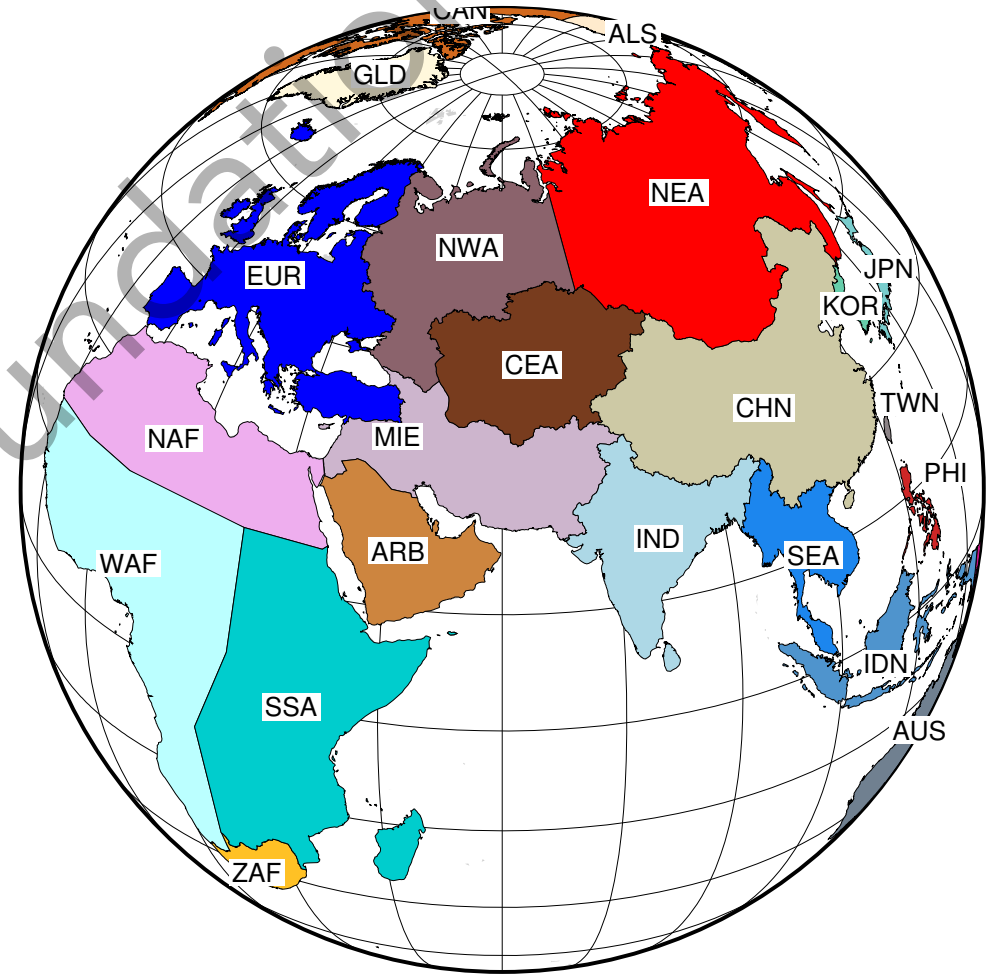 CAN
ALS
GLD
NEA
NWA
EUR
JPN
KOR
CEA
TWN
CHN
NAF
MIE
PHI
ARB
IND
SEA
WAF
IDN
SSA
AUS
ZAF
undation